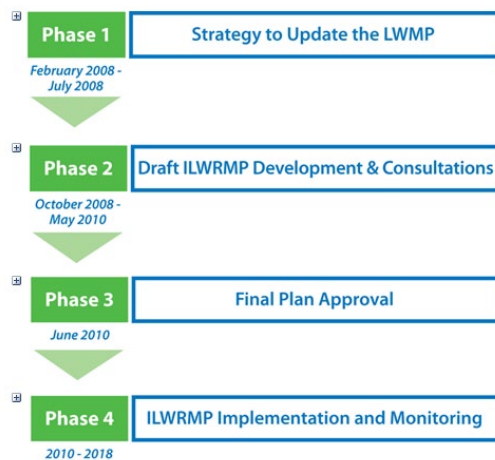 Phase 1
Strategy to Update the LWMP
February 2008 -
July 2008
Phase 2
Draft ILWRMP Development & Consultations
October 2008 -
May 2010
Phase 3
Final Plan Approval
June 2010
Phase 4
ILWRMP Implementation and Monitoring
2010 - 2018